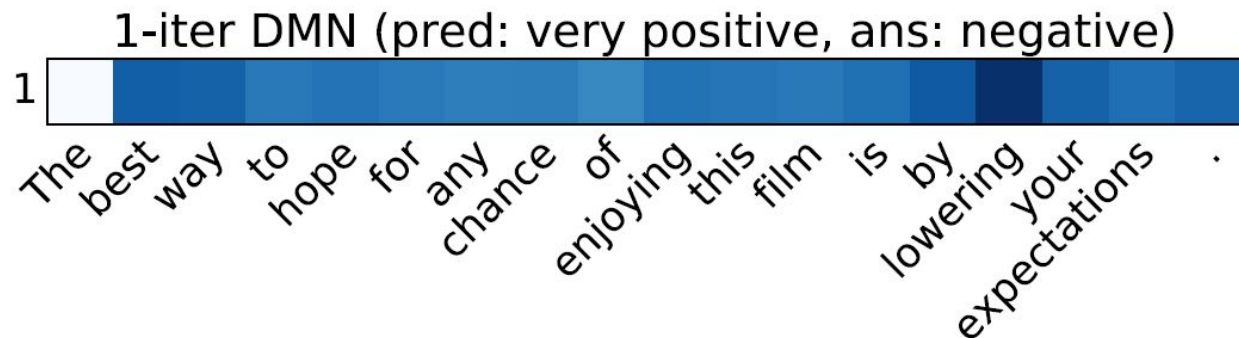 1-iter DMN (pred: very positive, ans: negative)
1
The best way to hope for any chance of enjoying this film is by lowering your expectations .